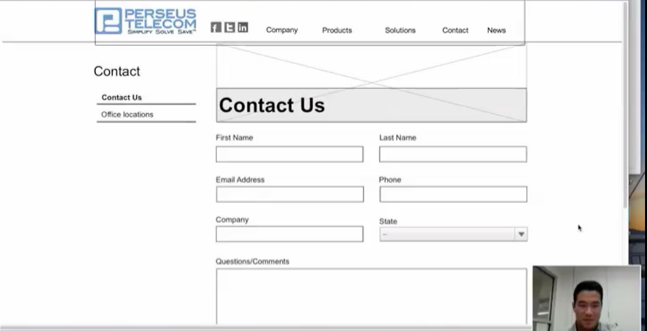 PERSEUS
TELECOM
SIMPLIFY SOLVE SAVE
Company Products Solutions Contact News
Contact
Contact Us
Office locations
Contact Us
First Name Last Name
Email Address Phone
Company State
--
Questions/Comments